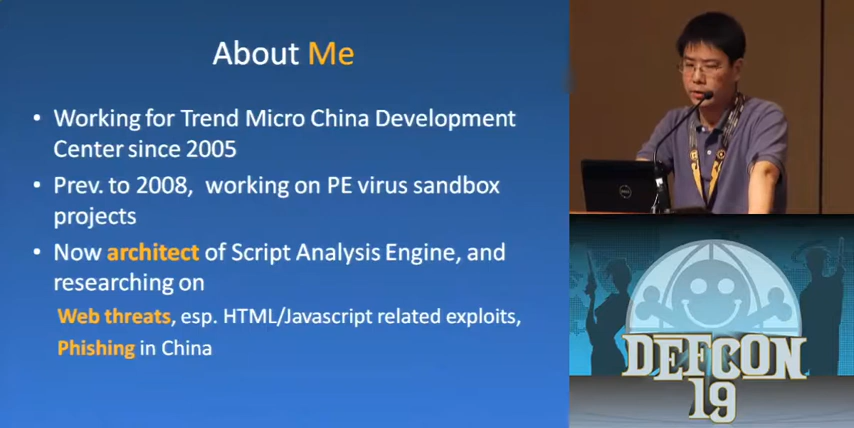 About Me
• Working for Trend Micro China Development
Center since 2005
• Prev. to 2008, working on PE virus sandbox
projects
• Now architect of Script Analysis Engine, and
researching on
Web threats, esp. HTML/Javascript related exploits,
Phishing in China
DELL
DEFCON
19